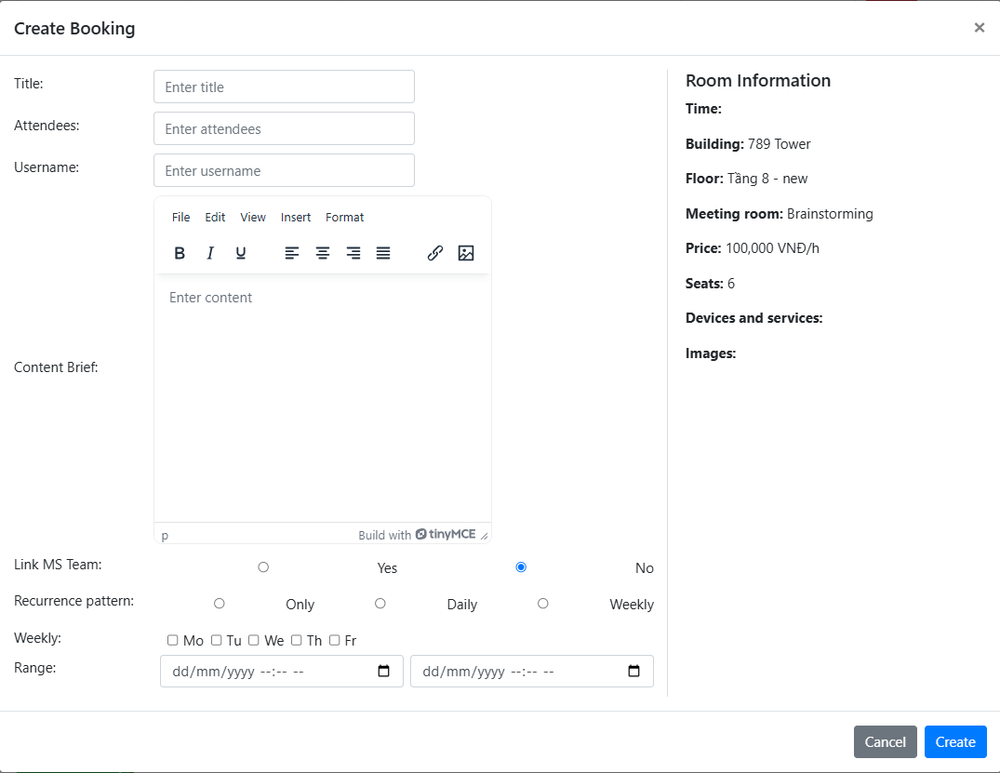 Create Booking
×
Title:
Enter title
Attendees:
Enter attendees
Username:
Enter username
Content Brief:
File Edit View Insert Format
B I U
Enter content
p
Build with tinyMCE
Link MS Team:
Yes No
Recurrence pattern:
Only Daily Weekly
Weekly:
Mo Tu We Th Fr
Range:
dd/mm/yyyy --:-- -- dd/mm/yyyy --:-- --
Room Information
Time:
Building: 789 Tower
Floor: Tầng 8 - new
Meeting room: Brainstorming
Price: 100,000 VNĐ/h
Seats: 6
Devices and services:
Images:
Cancel Create